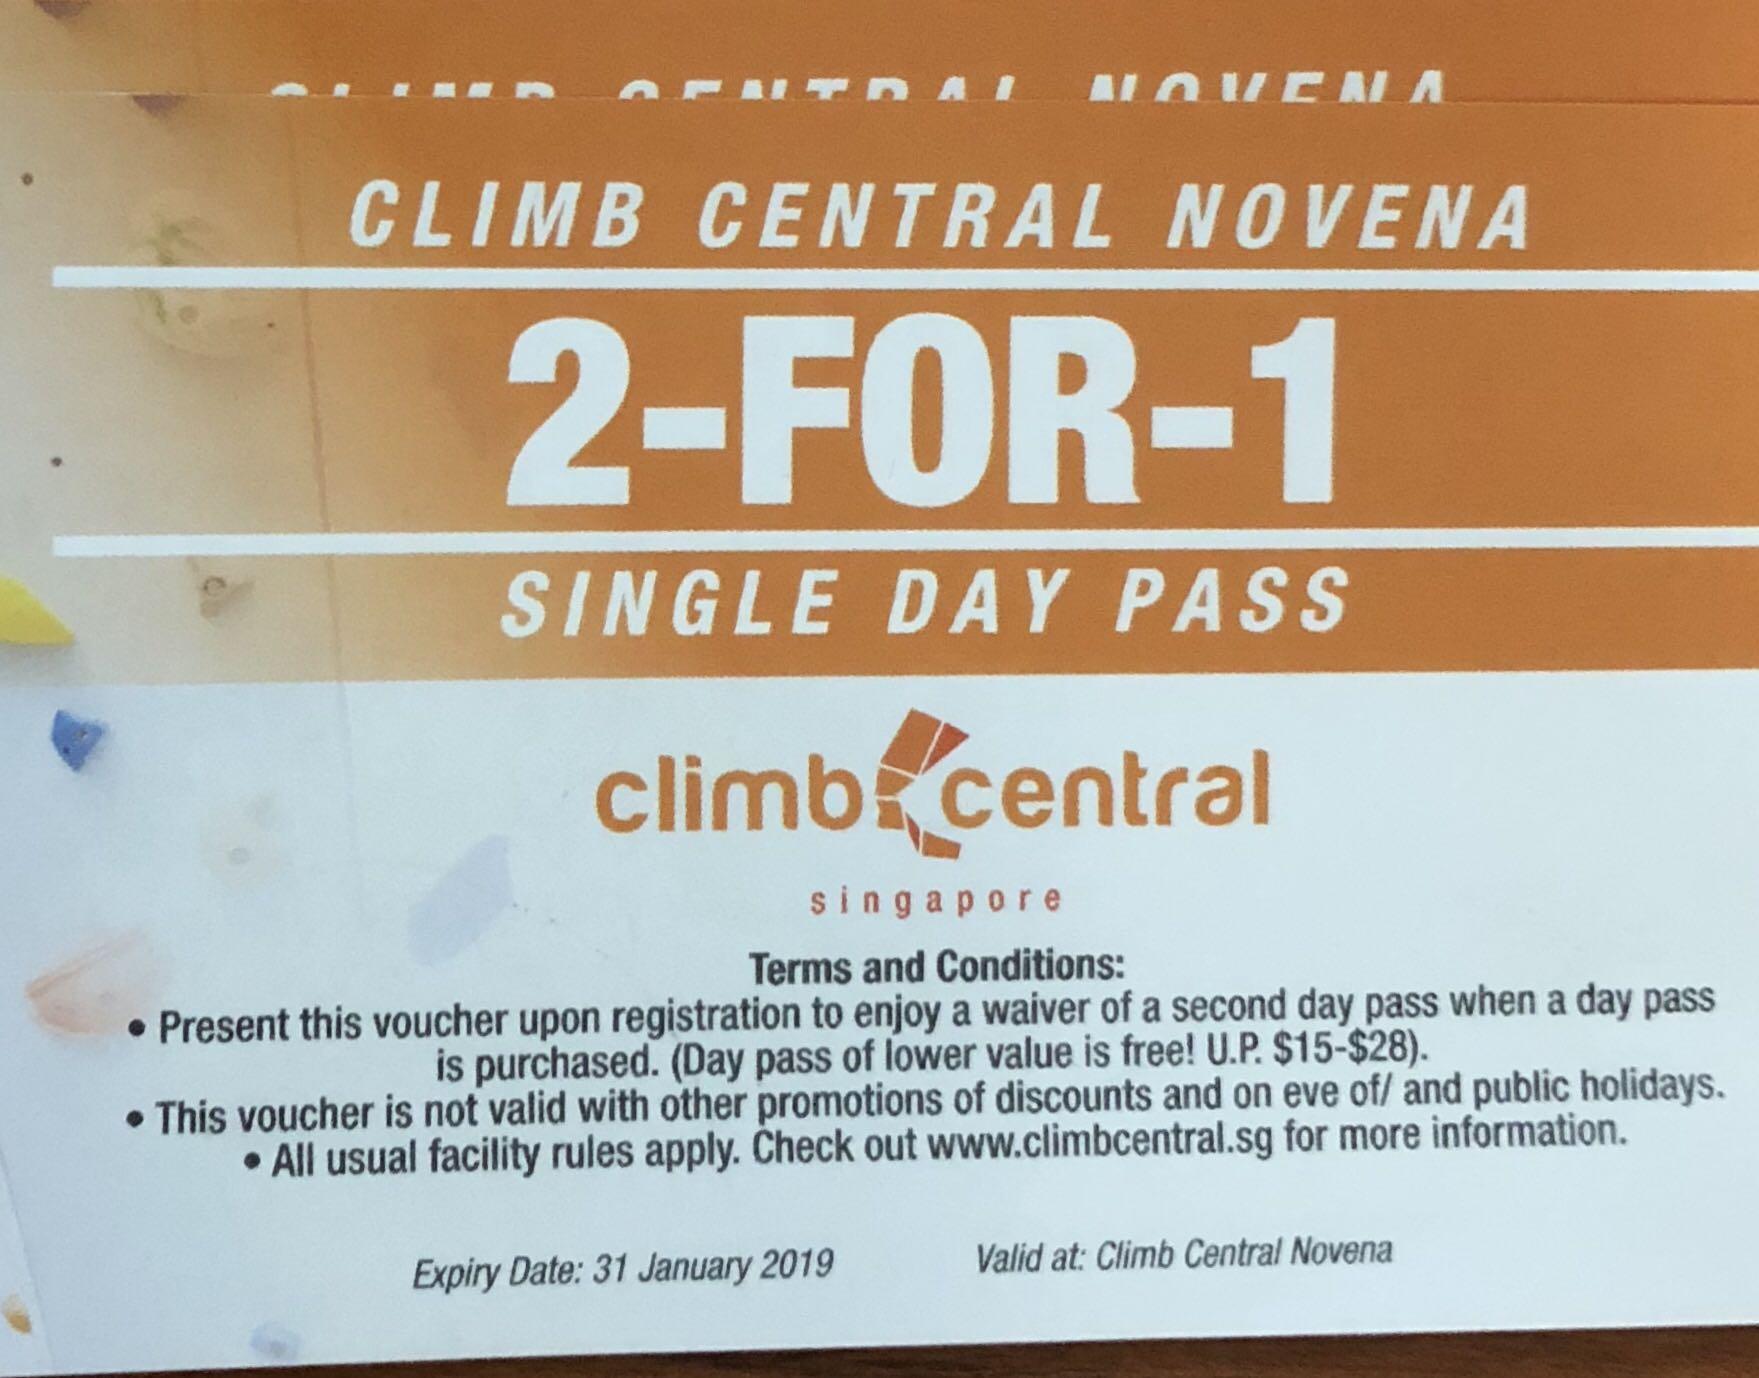 CLIMB CENTRAL NOVENA
CLIMB CENTRAL NOVENA
2-FOR-1
SINGLE DAY PASS
climb central
singapore
Terms and Conditions:
• Present this voucher upon registration to enjoy a waiver of a second day pass when a day pass
is purchased. (Day pass of lower value is free! U.P. $15-$28).
• This voucher is not valid with other promotions of discounts and on eve of/ and public holidays.
• All usual facility rules apply. Check out www.climbcentral.sg for more information.
Expiry Date: 31 January 2019 Valid at: Climb Central Novena